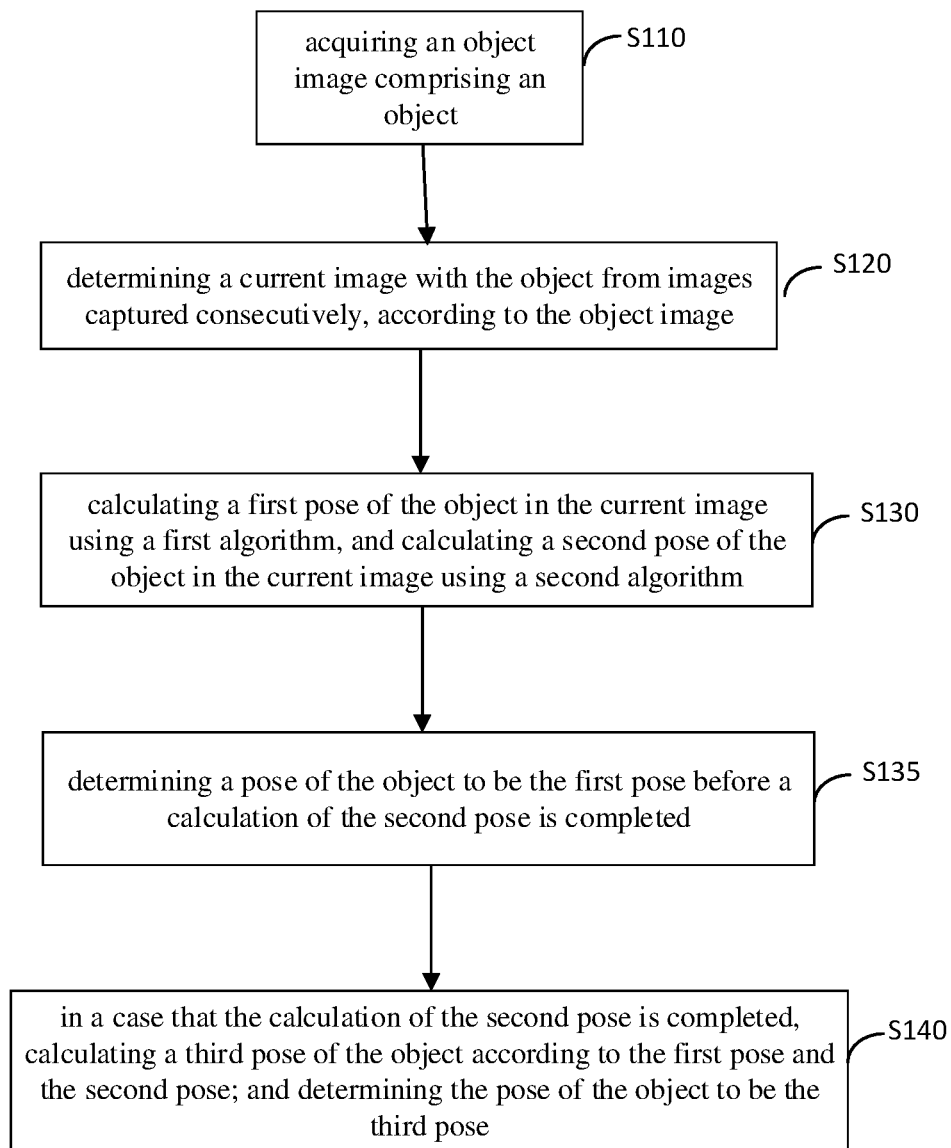 acquiring an object
image comprising an
object
S110
determining a current image with the object from images
captured consecutively, according to the object image
S120
calculating a first pose of the object in the current image
using a first algorithm, and calculating a second pose of the
object in the current image using a second algorithm
S130
determining a pose of the object to be the first pose before a
calculation of the second pose is completed
S135
in a case that the calculation of the second pose is completed,
calculating a third pose of the object according to the first pose and
the second pose; and determining the pose of the object to be the
third pose
S140